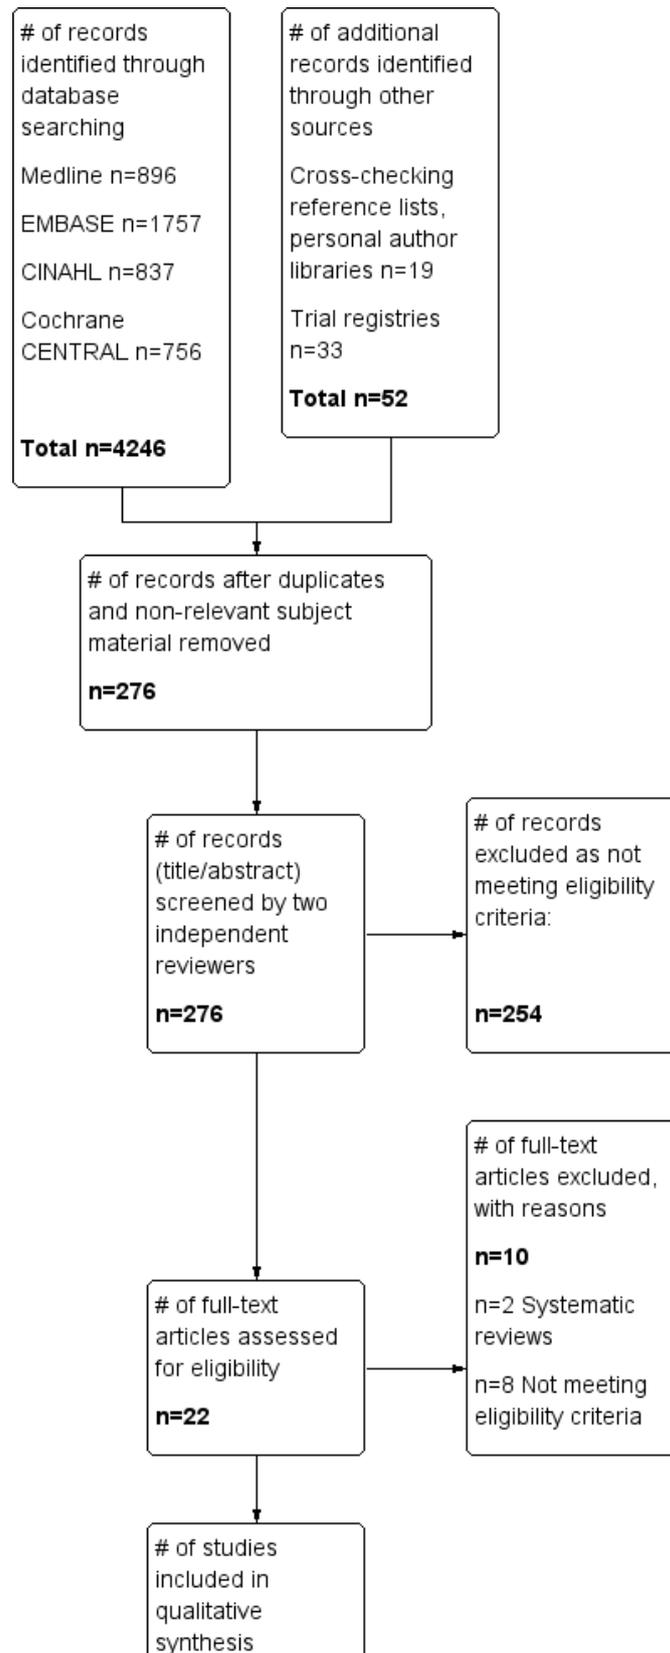 # of records
identified through
database
searching
Medline n=896
EMBASE n=1757
CINAHL n=837
Cochrane
CENTRAL n=756
Total n=4246
# of additional
records identified
through other
sources
Cross-checking
reference lists,
personal author
libraries n=19
Trial registries
n=33
Total n=52
# of records after duplicates
and non-relevant subject
material removed
n=276
# of records
(title/abstract)
screened by two
independent
reviewers
n=276
# of records
excluded as not
meeting eligibility
criteria:
n=254
# of full-text
articles assessed
for eligibility
n=22
# of full-text
articles excluded,
with reasons
n=10
n=2 Systematic
reviews
n=8 Not meeting
eligibility criteria
# of studies
included in
qualitative
synthesis